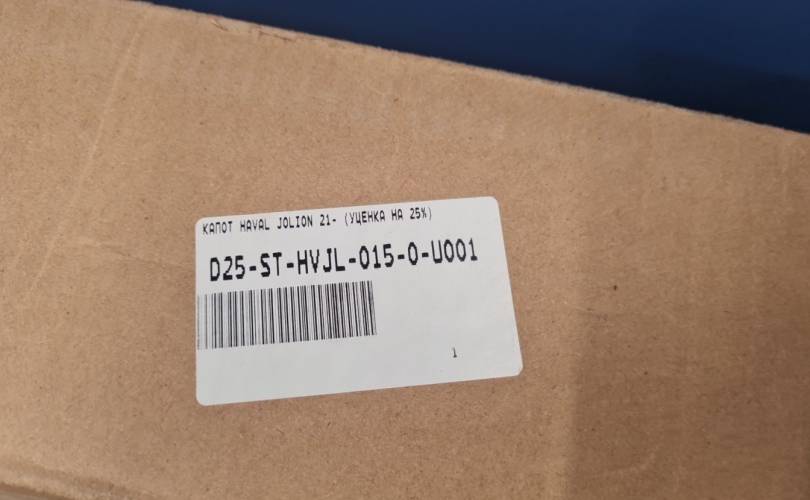 КАПОТ HAVAL JOLION 21- (УЦЕНКА НА 25%)
D25-ST-HVJL-015-0-U001
1